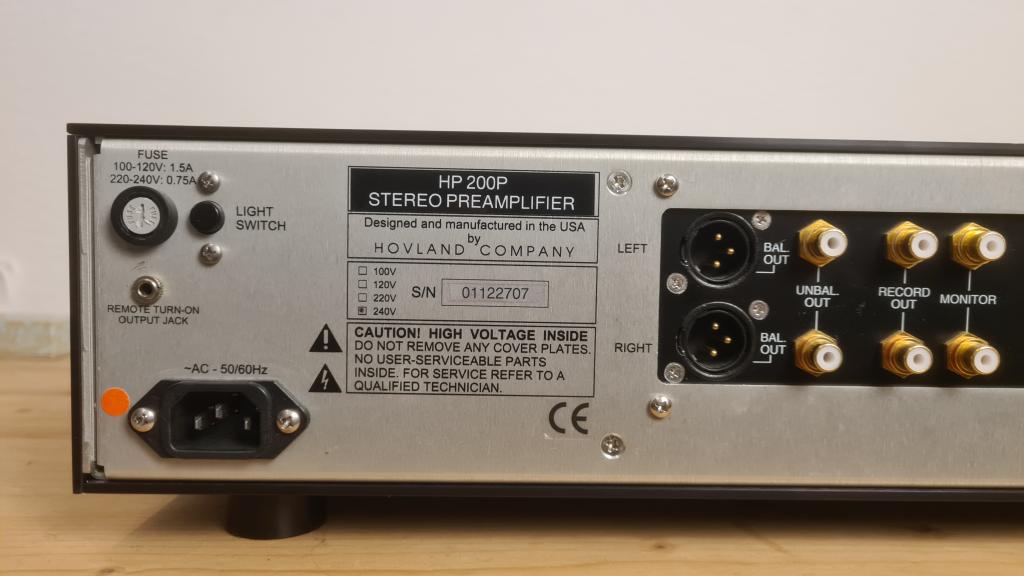 FUSE
100-120V: 1.5A
220-240V: 0.75A
LIGHT
SWITCH
REMOTE TURN-ON
OUTPUT JACK
~AC - 50/60Hz
HP 200P
STEREO PREAMPLIFIER
Designed and manufactured in the USA
by
HOVLAND COMPANY
100V
120V
220V
240V
S/N 01122707
CAUTION! HIGH VOLTAGE INSIDE
DO NOT REMOVE ANY COVER PLATES.
NO USER-SERVICEABLE PARTS
INSIDE. FOR SERVICE REFER TO A
QUALIFIED TECHNICIAN.
CE
LEFT
RIGHT
BAL
OUT
BAL
OUT
UNBAL
OUT
RECORD
OUT
MONITOR